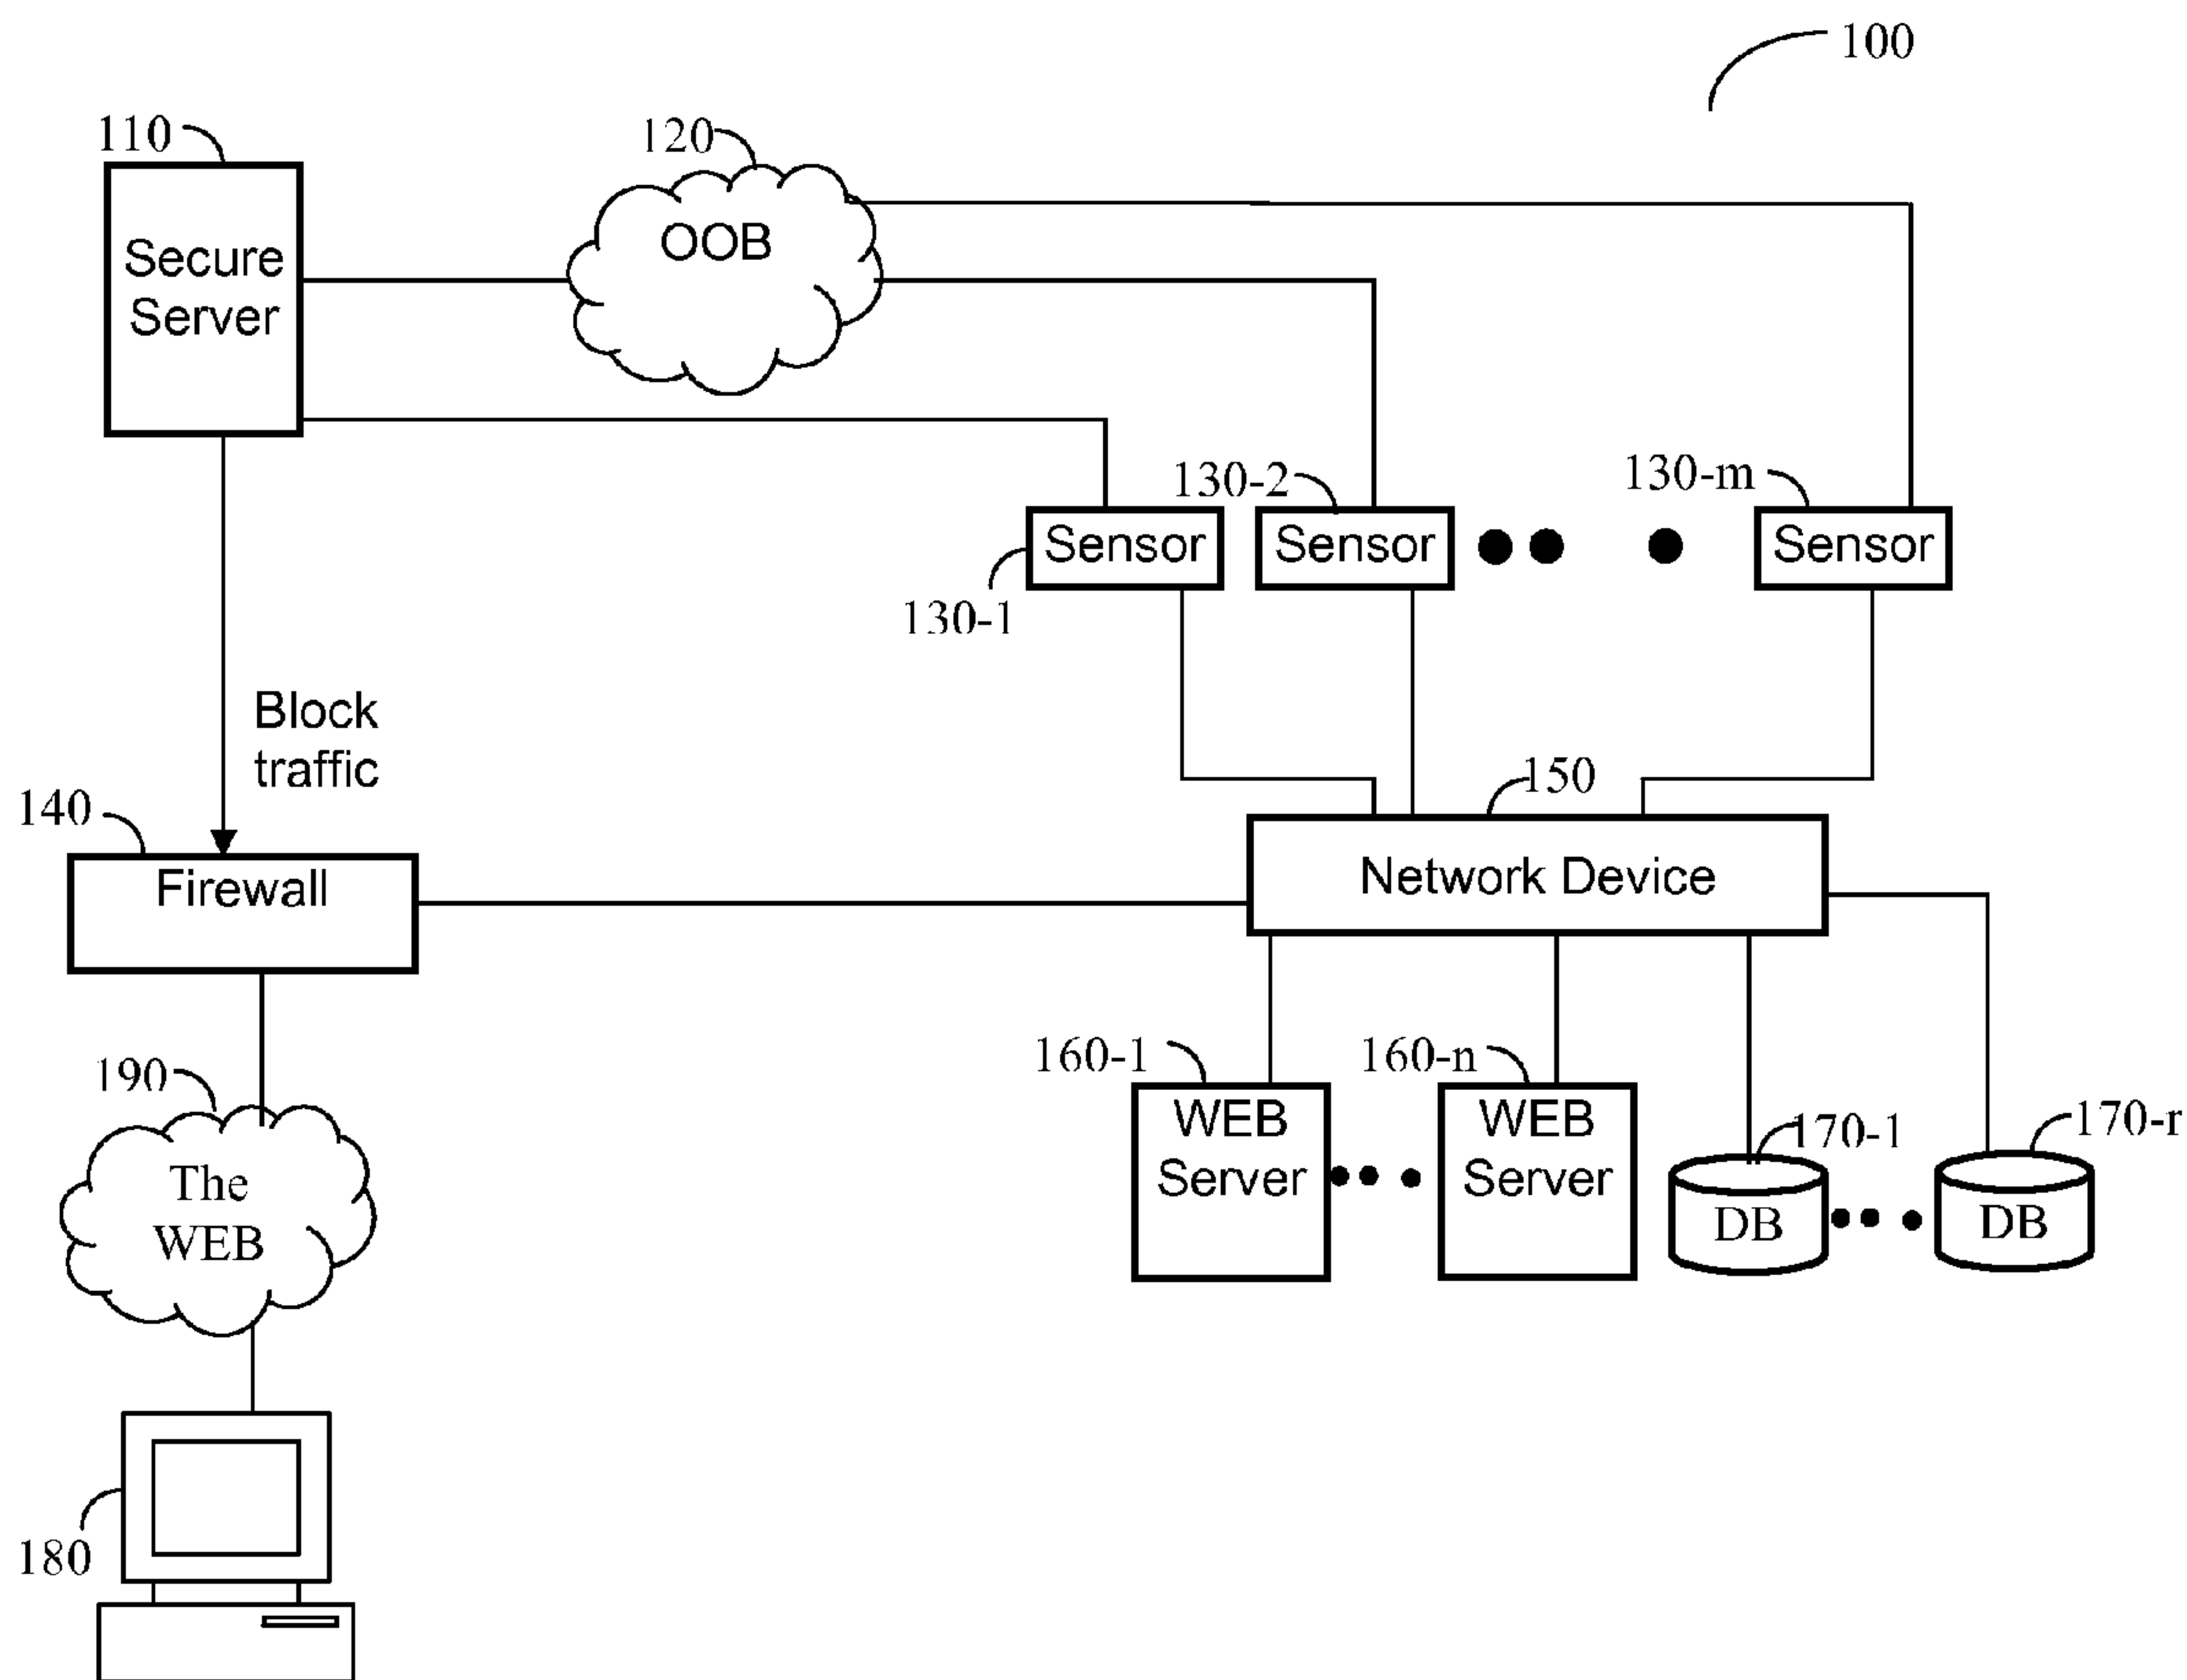 100
110
120
Secure
Server
OOB
130-2
130-m
Sensor
Sensor
Sensor
130-1
Block
traffic
140
150
Firewall
Network Device
190
160-1
160-n
170-1
170-r
The
WEB
WEB
Server
WEB
Server
DB
DB
180